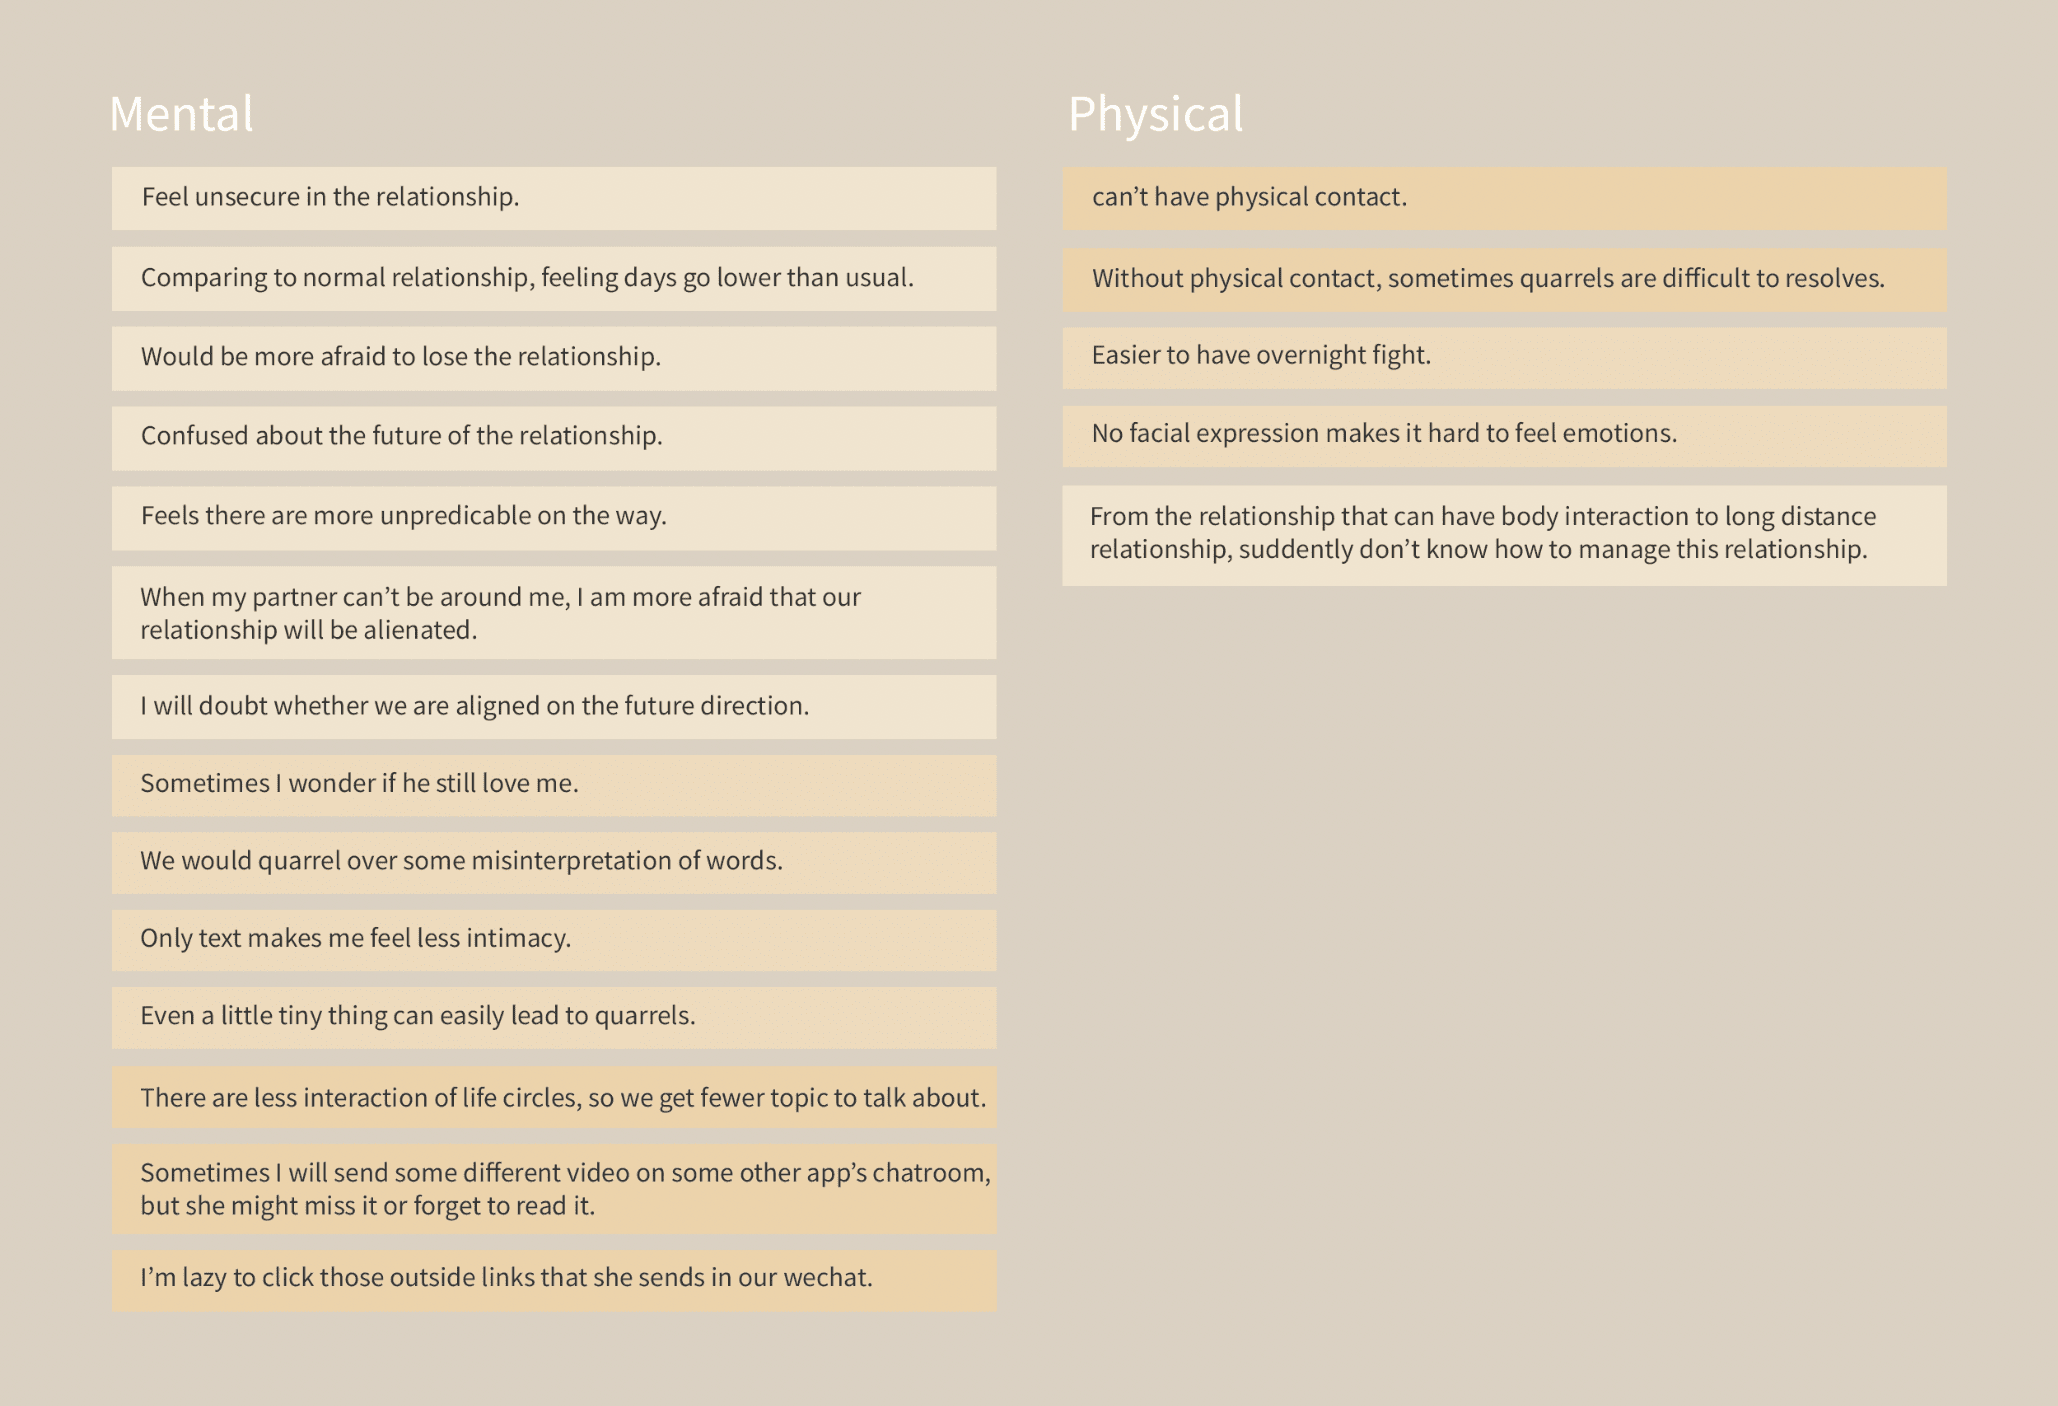 Mental
Feel unsecure in the relationship.
Comparing to normal relationship, feeling days go lower than usual.
Would be more afraid to lose the relationship.
Confused about the future of the relationship.
Feels there are more unpredicable on the way.
When my partner can’t be around me, I am more afraid that our
relationship will be alienated.
I will doubt whether we are aligned on the future direction.
Sometimes I wonder if he still love me.
We would quarrel over some misinterpretation of words.
Only text makes me feel less intimacy.
Even a little tiny thing can easily lead to quarrels.
There are less interaction of life circles, so we get fewer topic to talk about.
Sometimes I will send some different video on some other app’s chatroom,
but she might miss it or forget to read it.
I’m lazy to click those outside links that she sends in our wechat.
Physical
can’t have physical contact.
Without physical contact, sometimes quarrels are difficult to resolves.
Easier to have overnight fight.
No facial expression makes it hard to feel emotions.
From the relationship that can have body interaction to long distance
relationship, suddently don’t know how to manage this relationship.